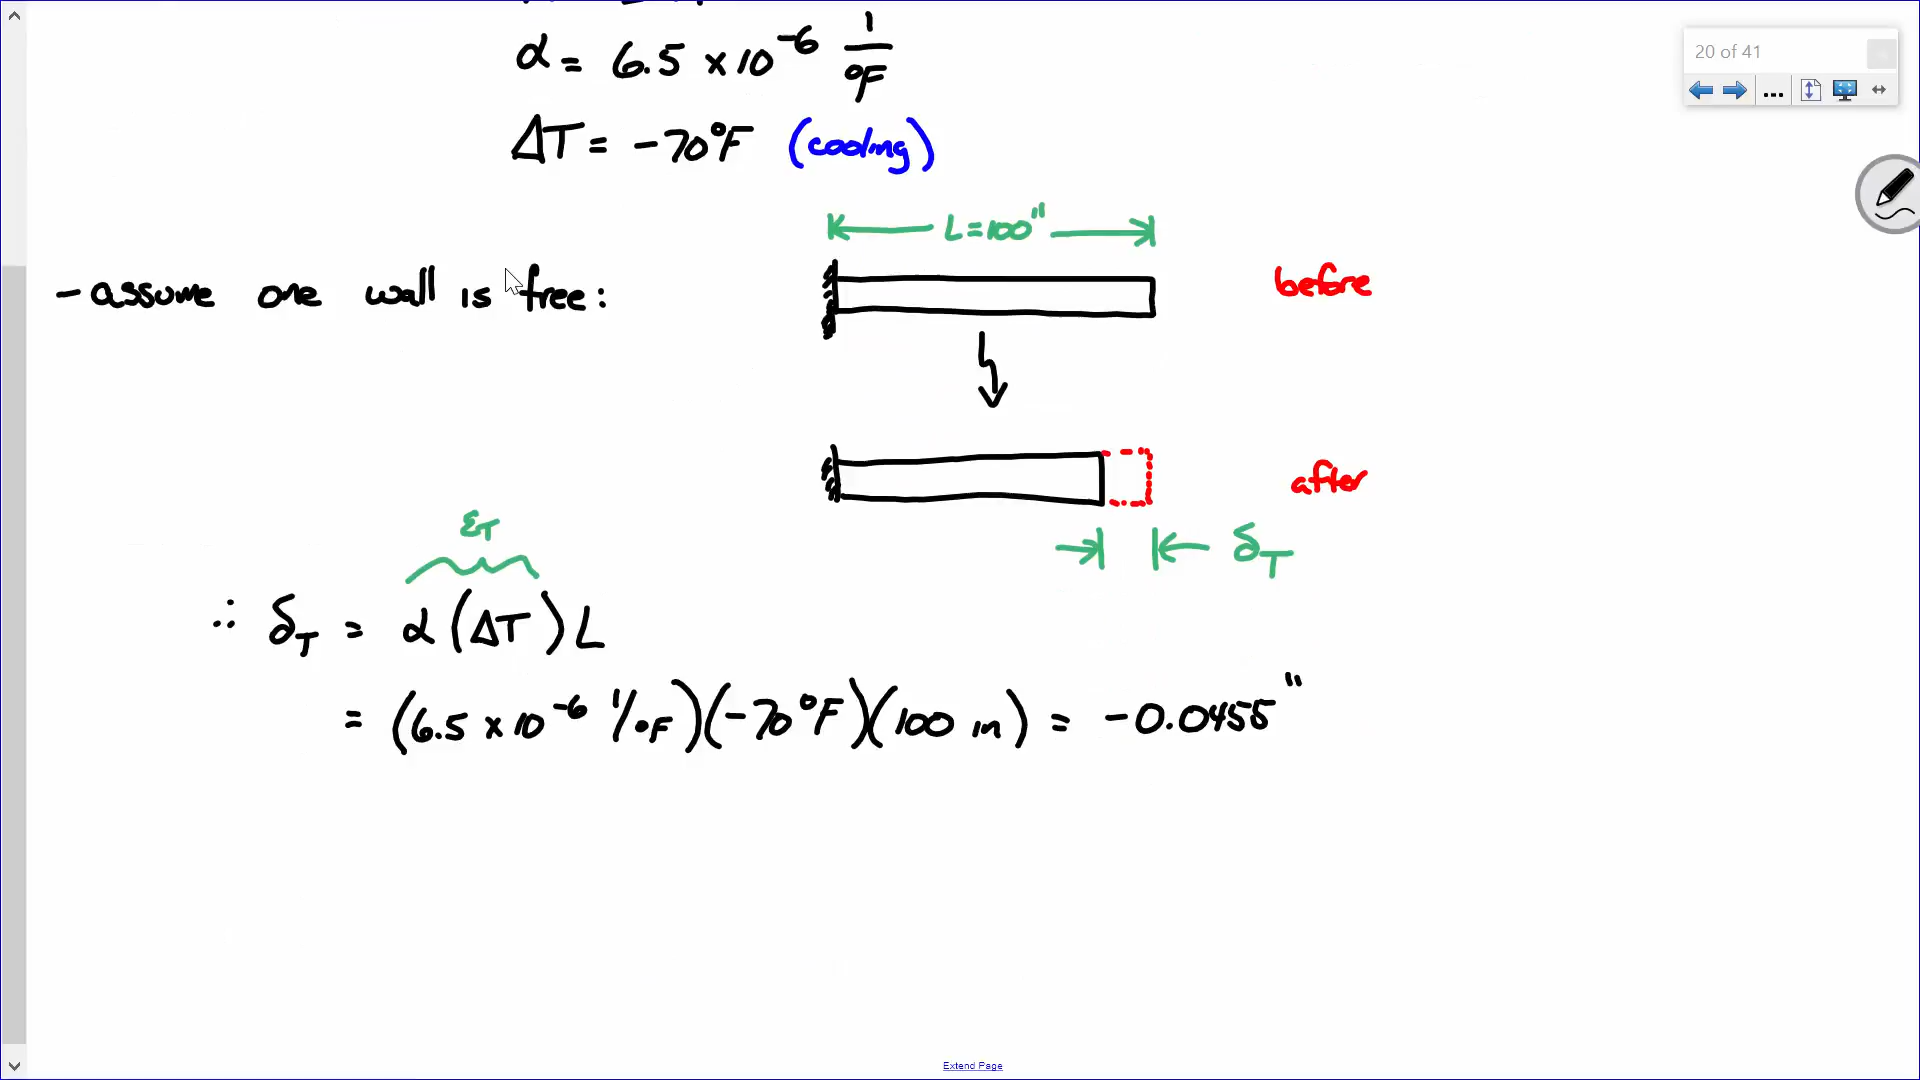 α = 6.5 x 10⁻⁶ 1/°F
ΔT = -70°F (cooling)
20 of 41
L=100"
- assume one wall is free:
before
after
δT
εT
∴ δT = α (ΔT) L
= (6.5 x 10⁻⁶ 1/°F)(-70°F)(100 in) = -0.0455"
Extend Page